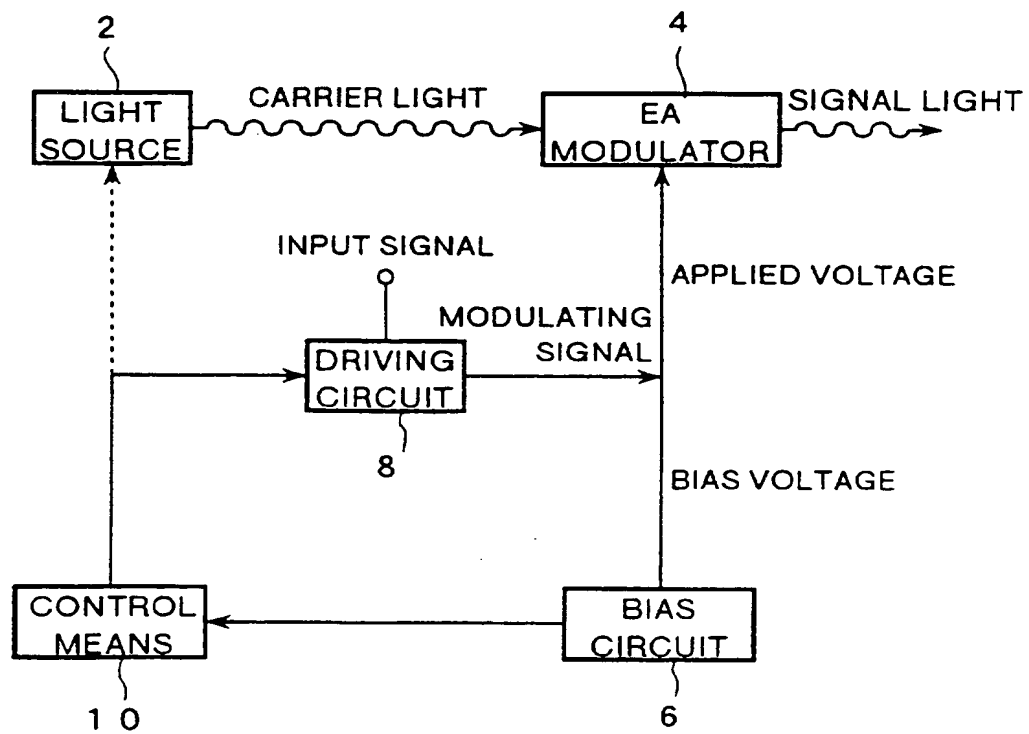 2
4
LIGHT
SOURCE
CARRIER LIGHT
EA
MODULATOR
SIGNAL LIGHT
INPUT SIGNAL
APPLIED VOLTAGE
MODULATING
SIGNAL
DRIVING
CIRCUIT
8
BIAS VOLTAGE
CONTROL
MEANS
BIAS
CIRCUIT
1 0
6